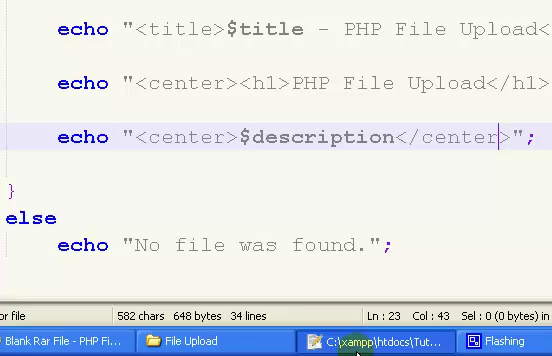 echo "<title>$title - PHP File Upload<
echo "<center><h1>PHP File Upload</h1>
echo "<center>$description</center>";
}
else
echo "No file was found.";
or file 582 chars 648 bytes 34 lines Ln : 23 Col : 43 Sel : 0 (0 bytes) in
Blank Rar File - PHP Fi... File Upload C:\xampp\htdocs\Tut... Flashing